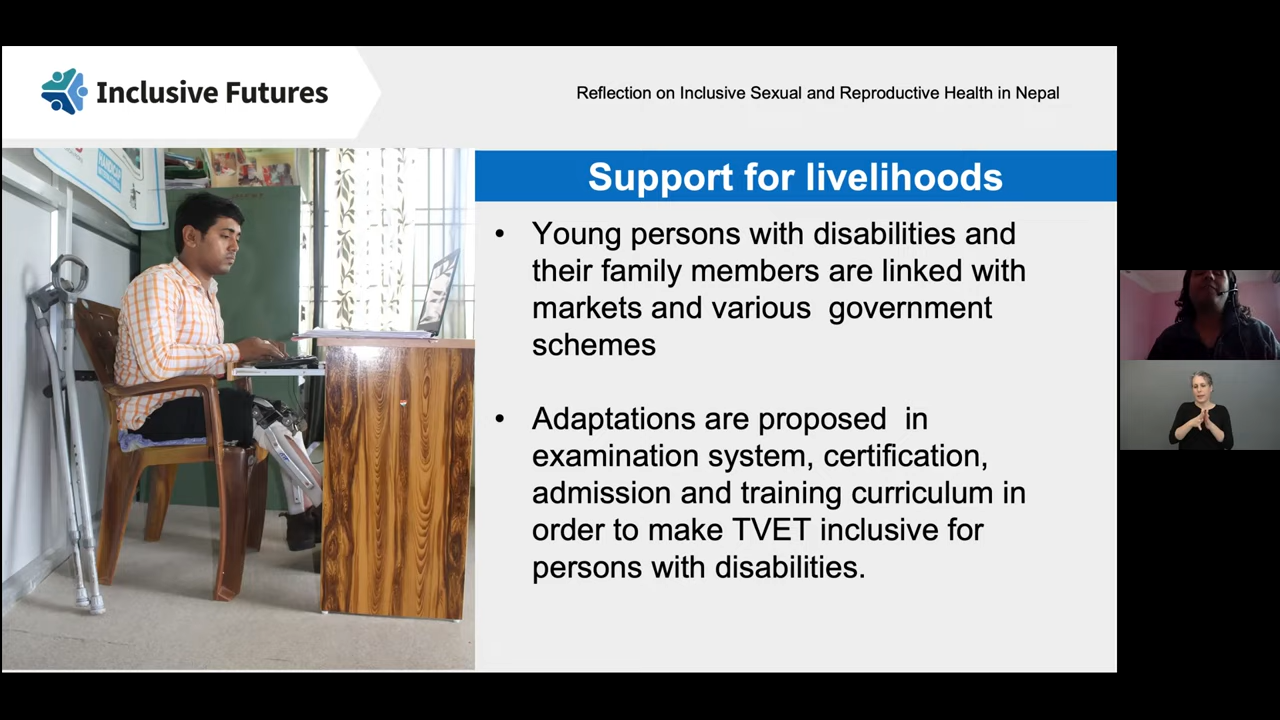 Inclusive Futures
Reflection on Inclusive Sexual and Reproductive Health in Nepal
Support for livelihoods
• Young persons with disabilities and
their family members are linked with
markets and various government
schemes
• Adaptations are proposed in
examination system, certification,
admission and training curriculum in
order to make TVET inclusive for
persons with disabilities.